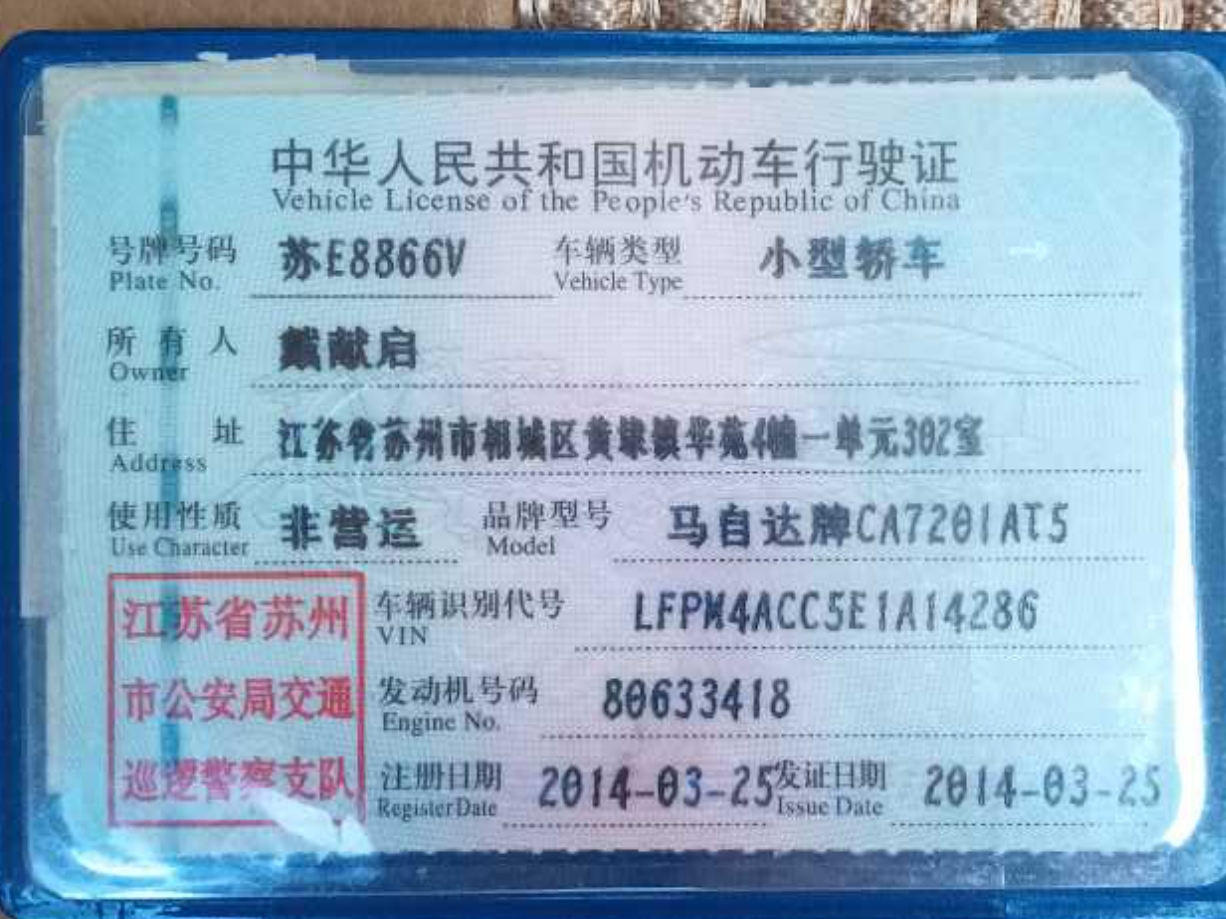 中华人民共和国机动车行驶证
Vehicle License of the People's Republic of China
号牌号码 苏E8866V 车辆类型 小型轿车
Plate No. Vehicle Type
所有人 戴献启
Owner
住址 江苏省苏州市相城区黄埭镇华苑4幢一单元302室
Address
使用性质 非营运 品牌型号 马自达牌CA7201AT5
Use Character Model
江苏省苏州
市公安局交通
巡逻警察支队
车辆识别代号 LFPM4ACC5E1A14286
VIN
发动机号码 80633418
Engine No.
注册日期 2014-03-25 发证日期 2014-03-25
Register Date Issue Date